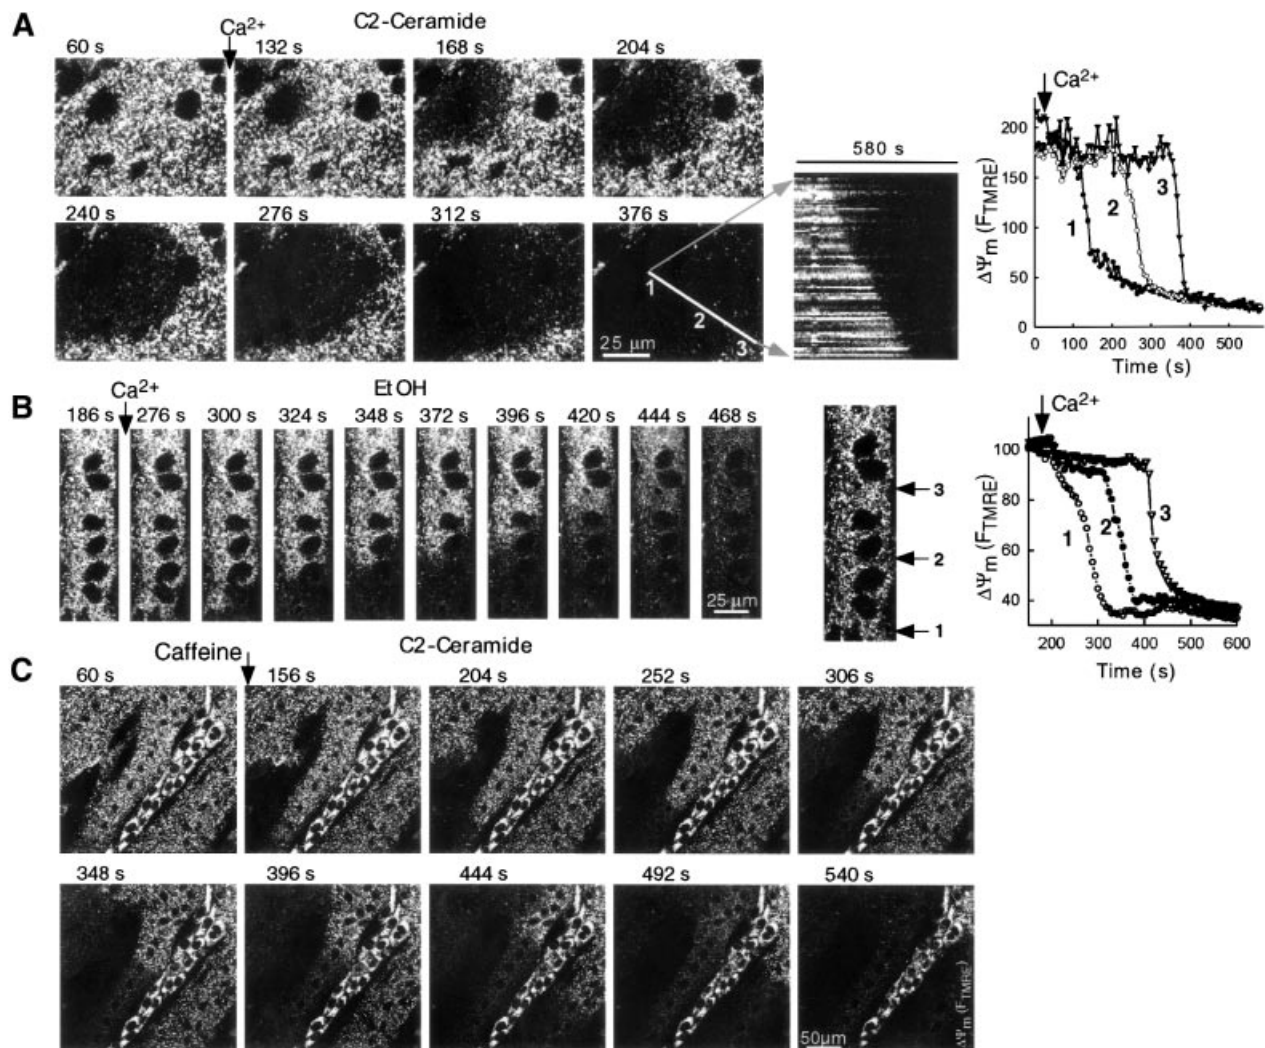 A
Ca²⁺
C2-Ceramide
60 s 132 s 168 s 204 s
240 s 276 s 312 s 376 s
1
2
3
25 µm
580 s
Ca²⁺
200
150
100
50
0
ΔΨm (FTMRE)
1 2 3
0 100 200 300 400 500
Time (s)
B
Ca²⁺
EtOH
186 s 276 s 300 s 324 s 348 s 372 s 396 s 420 s 444 s 468 s
25 µm
3
2
1
Ca²⁺
100
80
60
40
ΔΨm (FTMRE)
1 2 3
200 300 400 500 600
Time (s)
C
Caffeine
C2-Ceramide
60 s 156 s 204 s 252 s 306 s
348 s 396 s 444 s 492 s 540 s
50µm
ΔΨm (FTMRE)